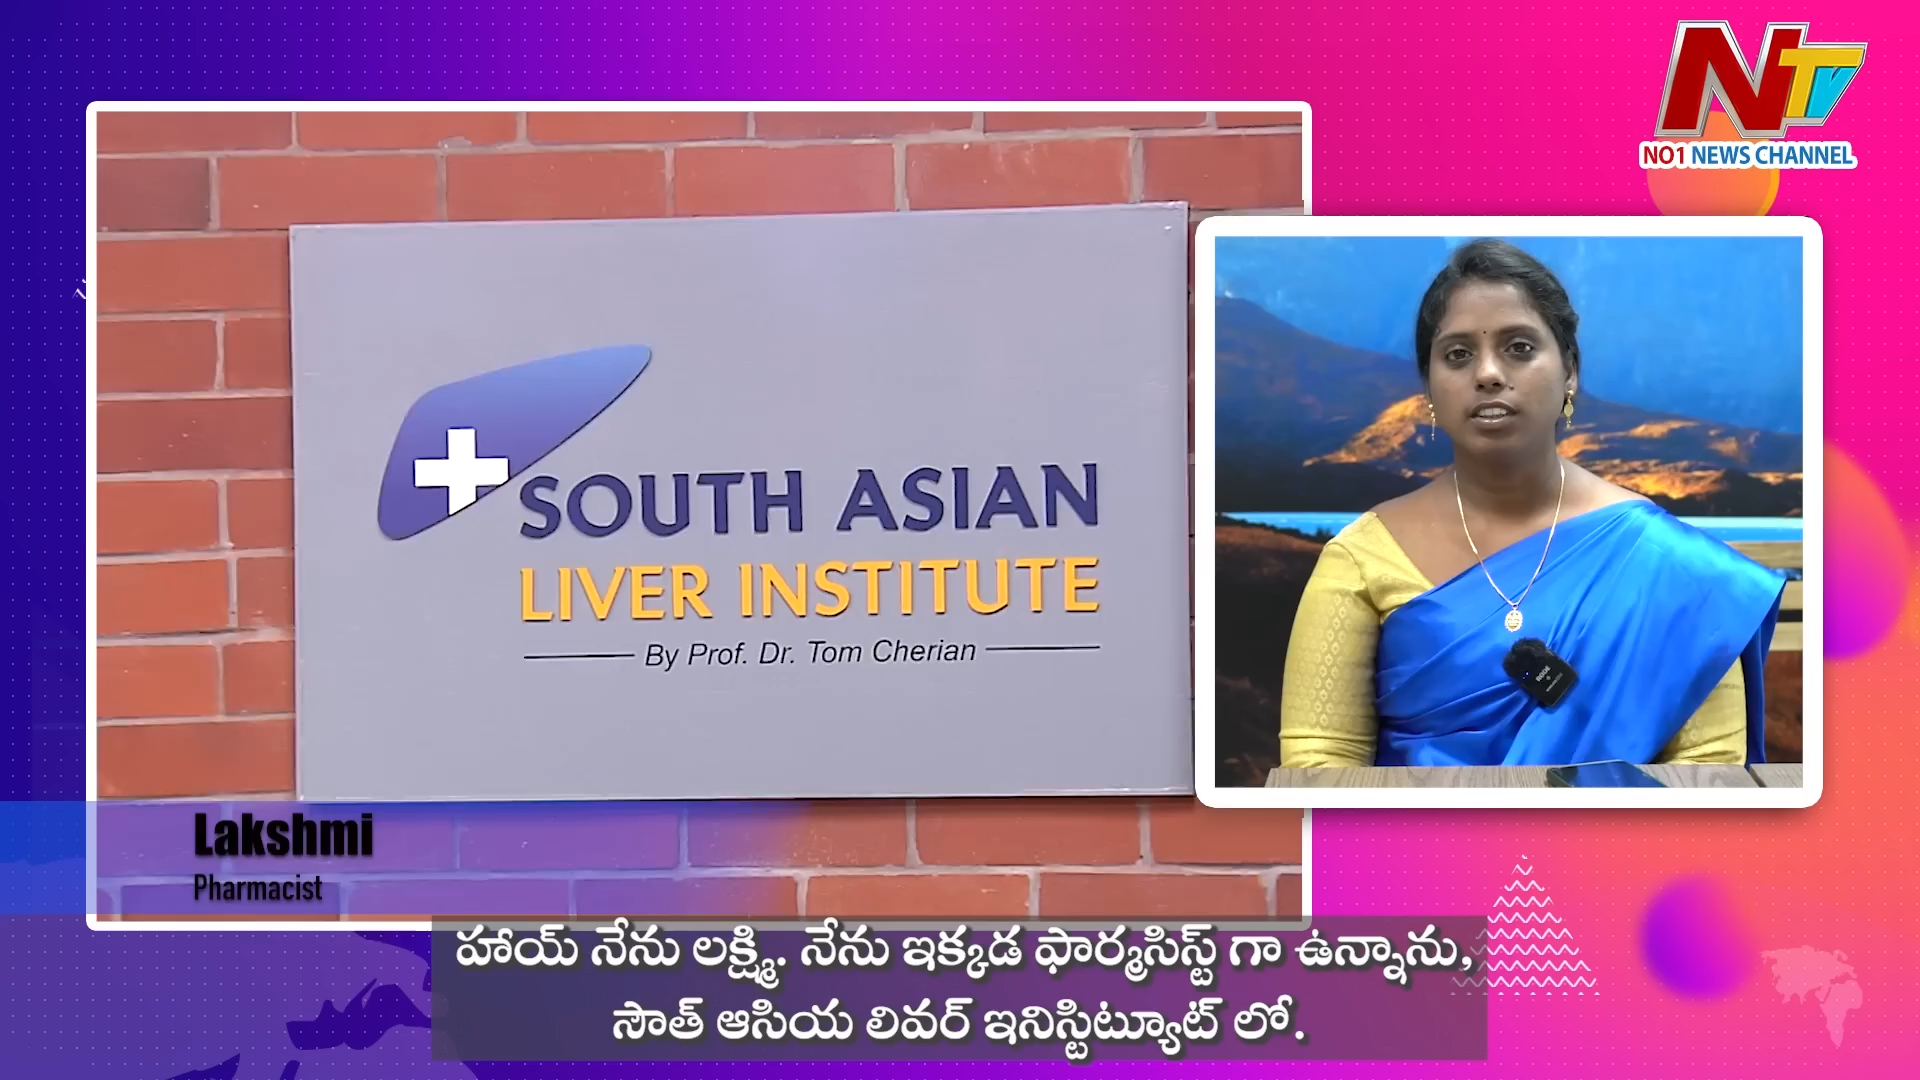 NTV
NO1 NEWS CHANNEL
SOUTH ASIAN
LIVER INSTITUTE
By Prof. Dr. Tom Cherian
Lakshmi
Pharmacist
హాయ్ నేను లక్ష్మి. నేను ఇక్కడ ఫార్మసిస్ట్ గా ఉన్నాను,
సౌత్ ఆసియ లివర్ ఇనిస్టిట్యూట్ లో.